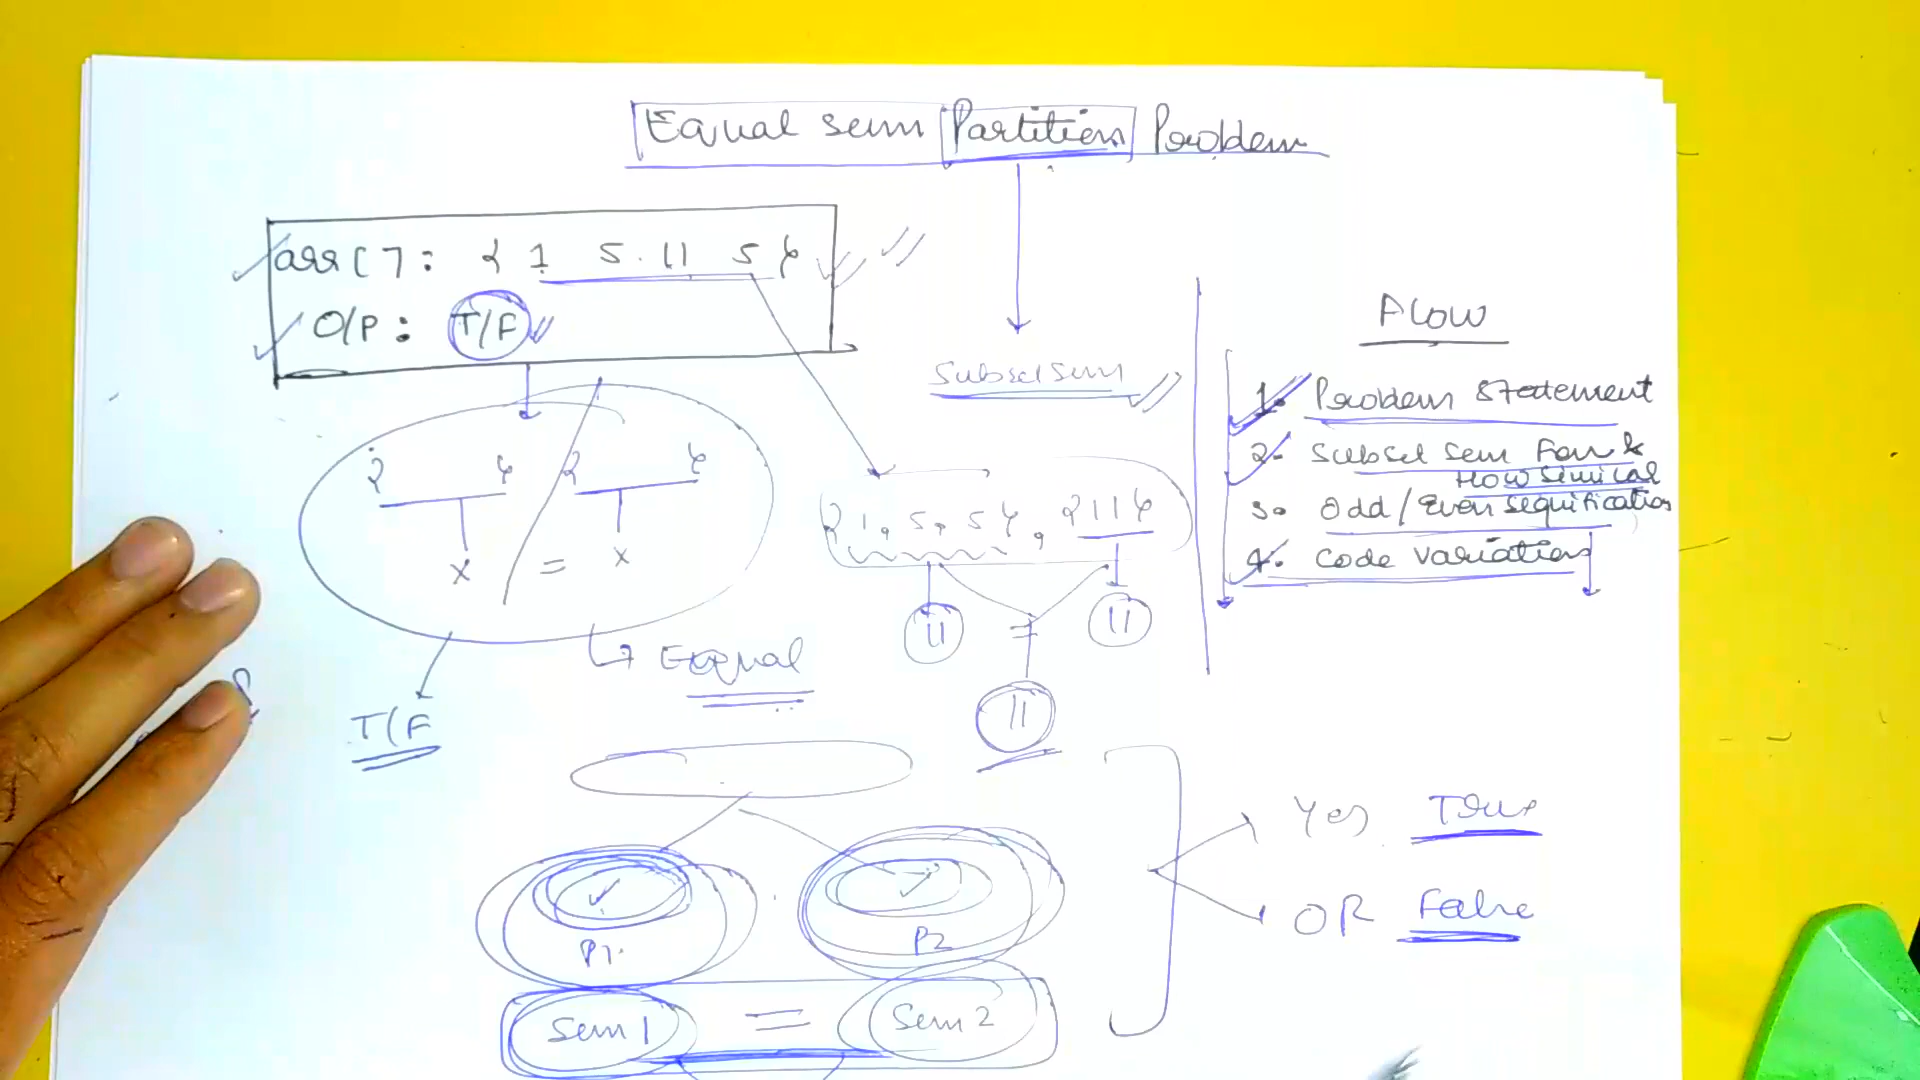 Equal sum Partition Problem
arr[]: { 1 5 11 5 }
O/P: T/F
Subset sum
Flow
1. Problem Statement
2. Subset Sum
How Similar
3. Odd/Even
4. Code Variation
{ } { }
x = x
{ {1, 5, 5}, {11} }
11 = 11
11
Equal
T/F
Yes True
OR False
P1. P2
Sum 1 = Sum 2